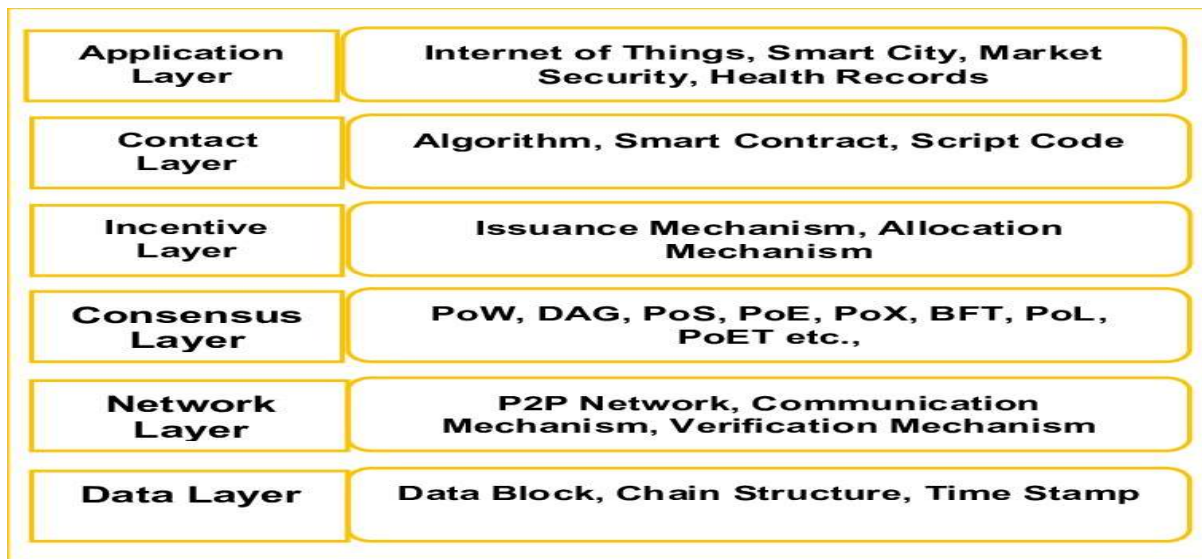 Application
Layer
Internet of Things, Smart City, Market
Security, Health Records
Contact
Layer
Algorithm, Smart Contract, Script Code
Incentive
Layer
Issuance Mechanism, Allocation
Mechanism
Consensus
Layer
PoW, DAG, PoS, PoE, PoX, BFT, PoL,
PoET etc.,
Network
Layer
P2P Network, Communication
Mechanism, Verification Mechanism
Data Layer
Data Block, Chain Structure, Time Stamp